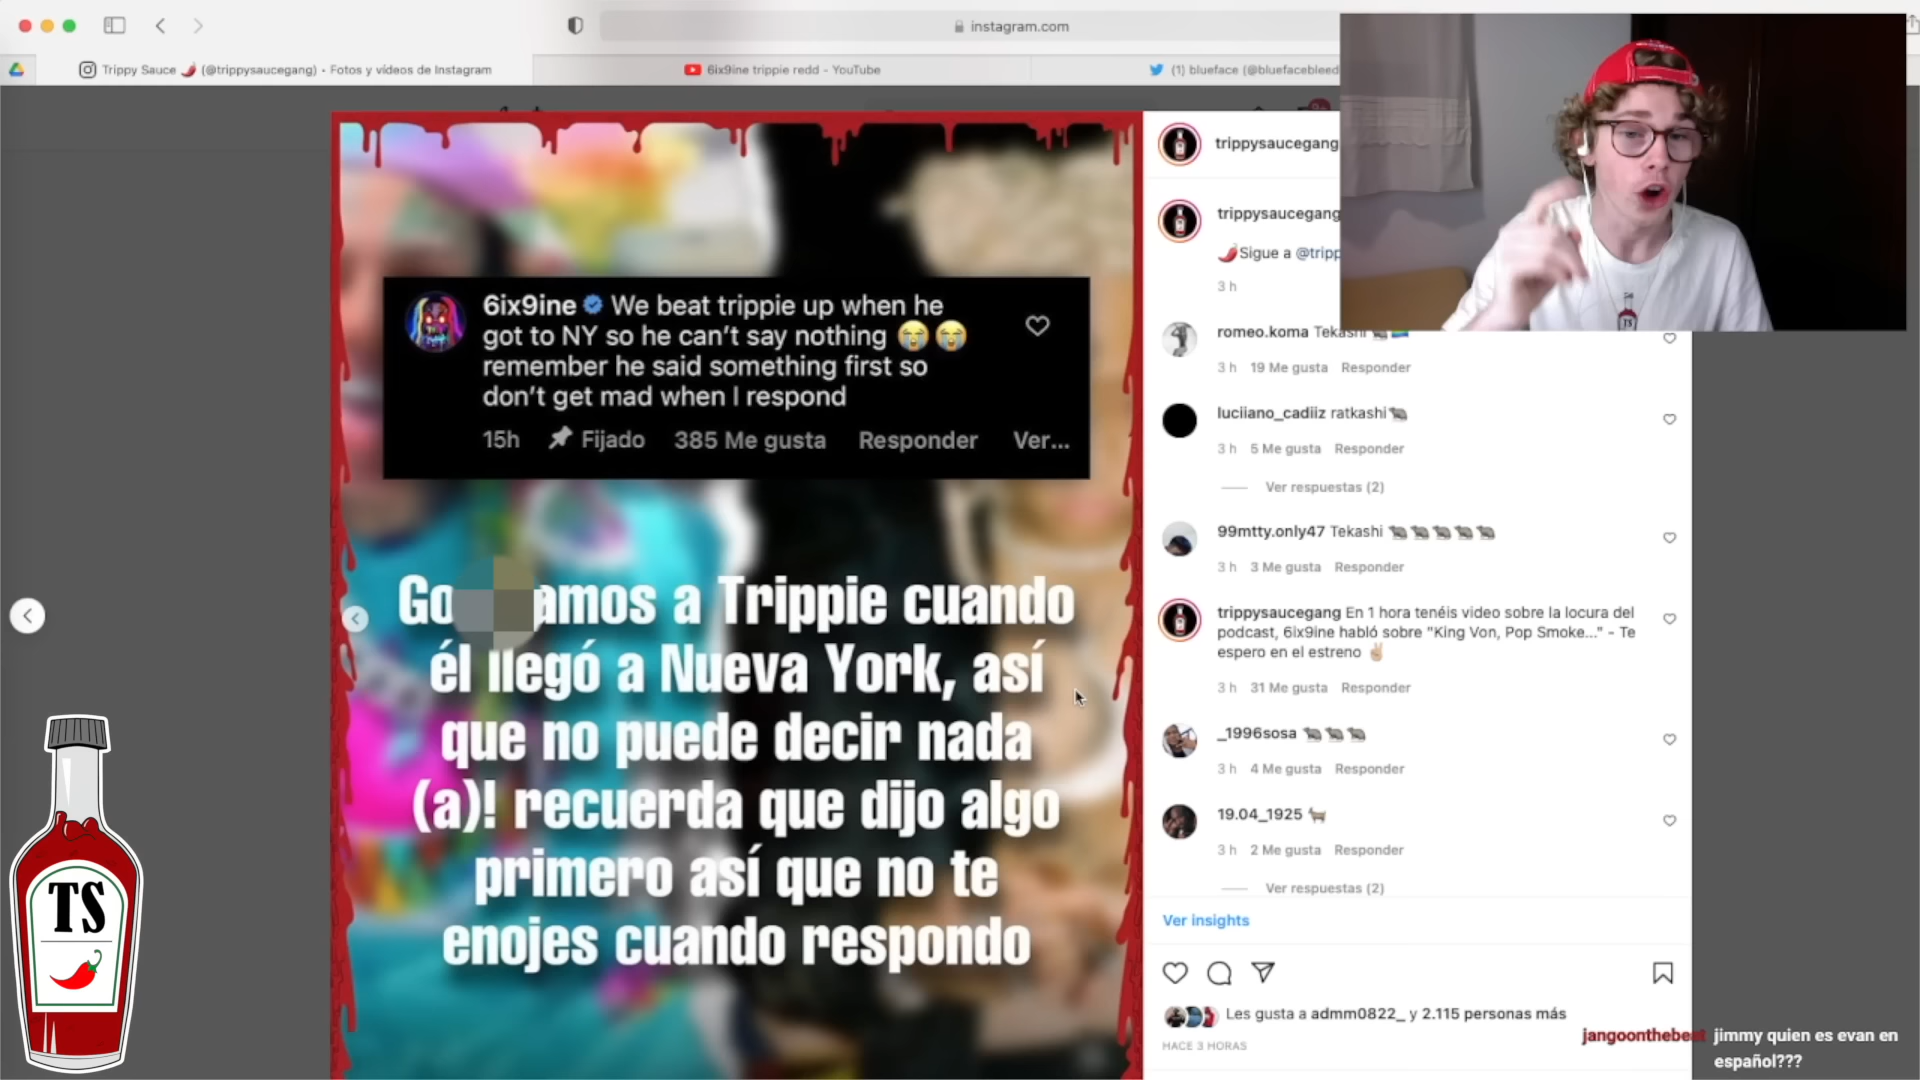 instagram.com
Trippy Sauce 🌶️ (@trippysaucegang) • Fotos y vídeos de Instagram
6ix9ine trippie redd - YouTube
(1) blueface (@bluefacebleed
trippysaucegang
trippysaucegang
🌶️Sigue a @tripp
3 h
6ix9ine We beat trippie up when he
got to NY so he can't say nothing 😭😭
remember he said something first so
don't get mad when I respond
15h Fijado 385 Me gusta Responder Ver...
Go amos a Trippie cuando
él llegó a Nueva York, así
que no puede decir nada
(a)! recuerda que dijo algo
primero así que no te
enojes cuando respondo
romeo.koma Tekashi 🐀🏳️‍🌈
3 h 19 Me gusta Responder
luciiano_cadiiz ratkashi🐀
3 h 5 Me gusta Responder
Ver respuestas (2)
99mtty.only47 Tekashi 🐀🐀🐀🐀🐀
3 h 3 Me gusta Responder
trippysaucegang En 1 hora tenéis video sobre la locura del
podcast, 6ix9ine habló sobre "King Von, Pop Smoke..." - Te
espero en el estreno ✌🏼
3 h 31 Me gusta Responder
_1996sosa 🐀🐀🐀
3 h 4 Me gusta Responder
19.04_1925 🐐
3 h 2 Me gusta Responder
Ver respuestas (2)
Ver insights
Les gusta a admm0822_ y 2.115 personas más
HACE 3 HORAS
jangoonthebeat jimmy quien es evan en
español???
TS
TS